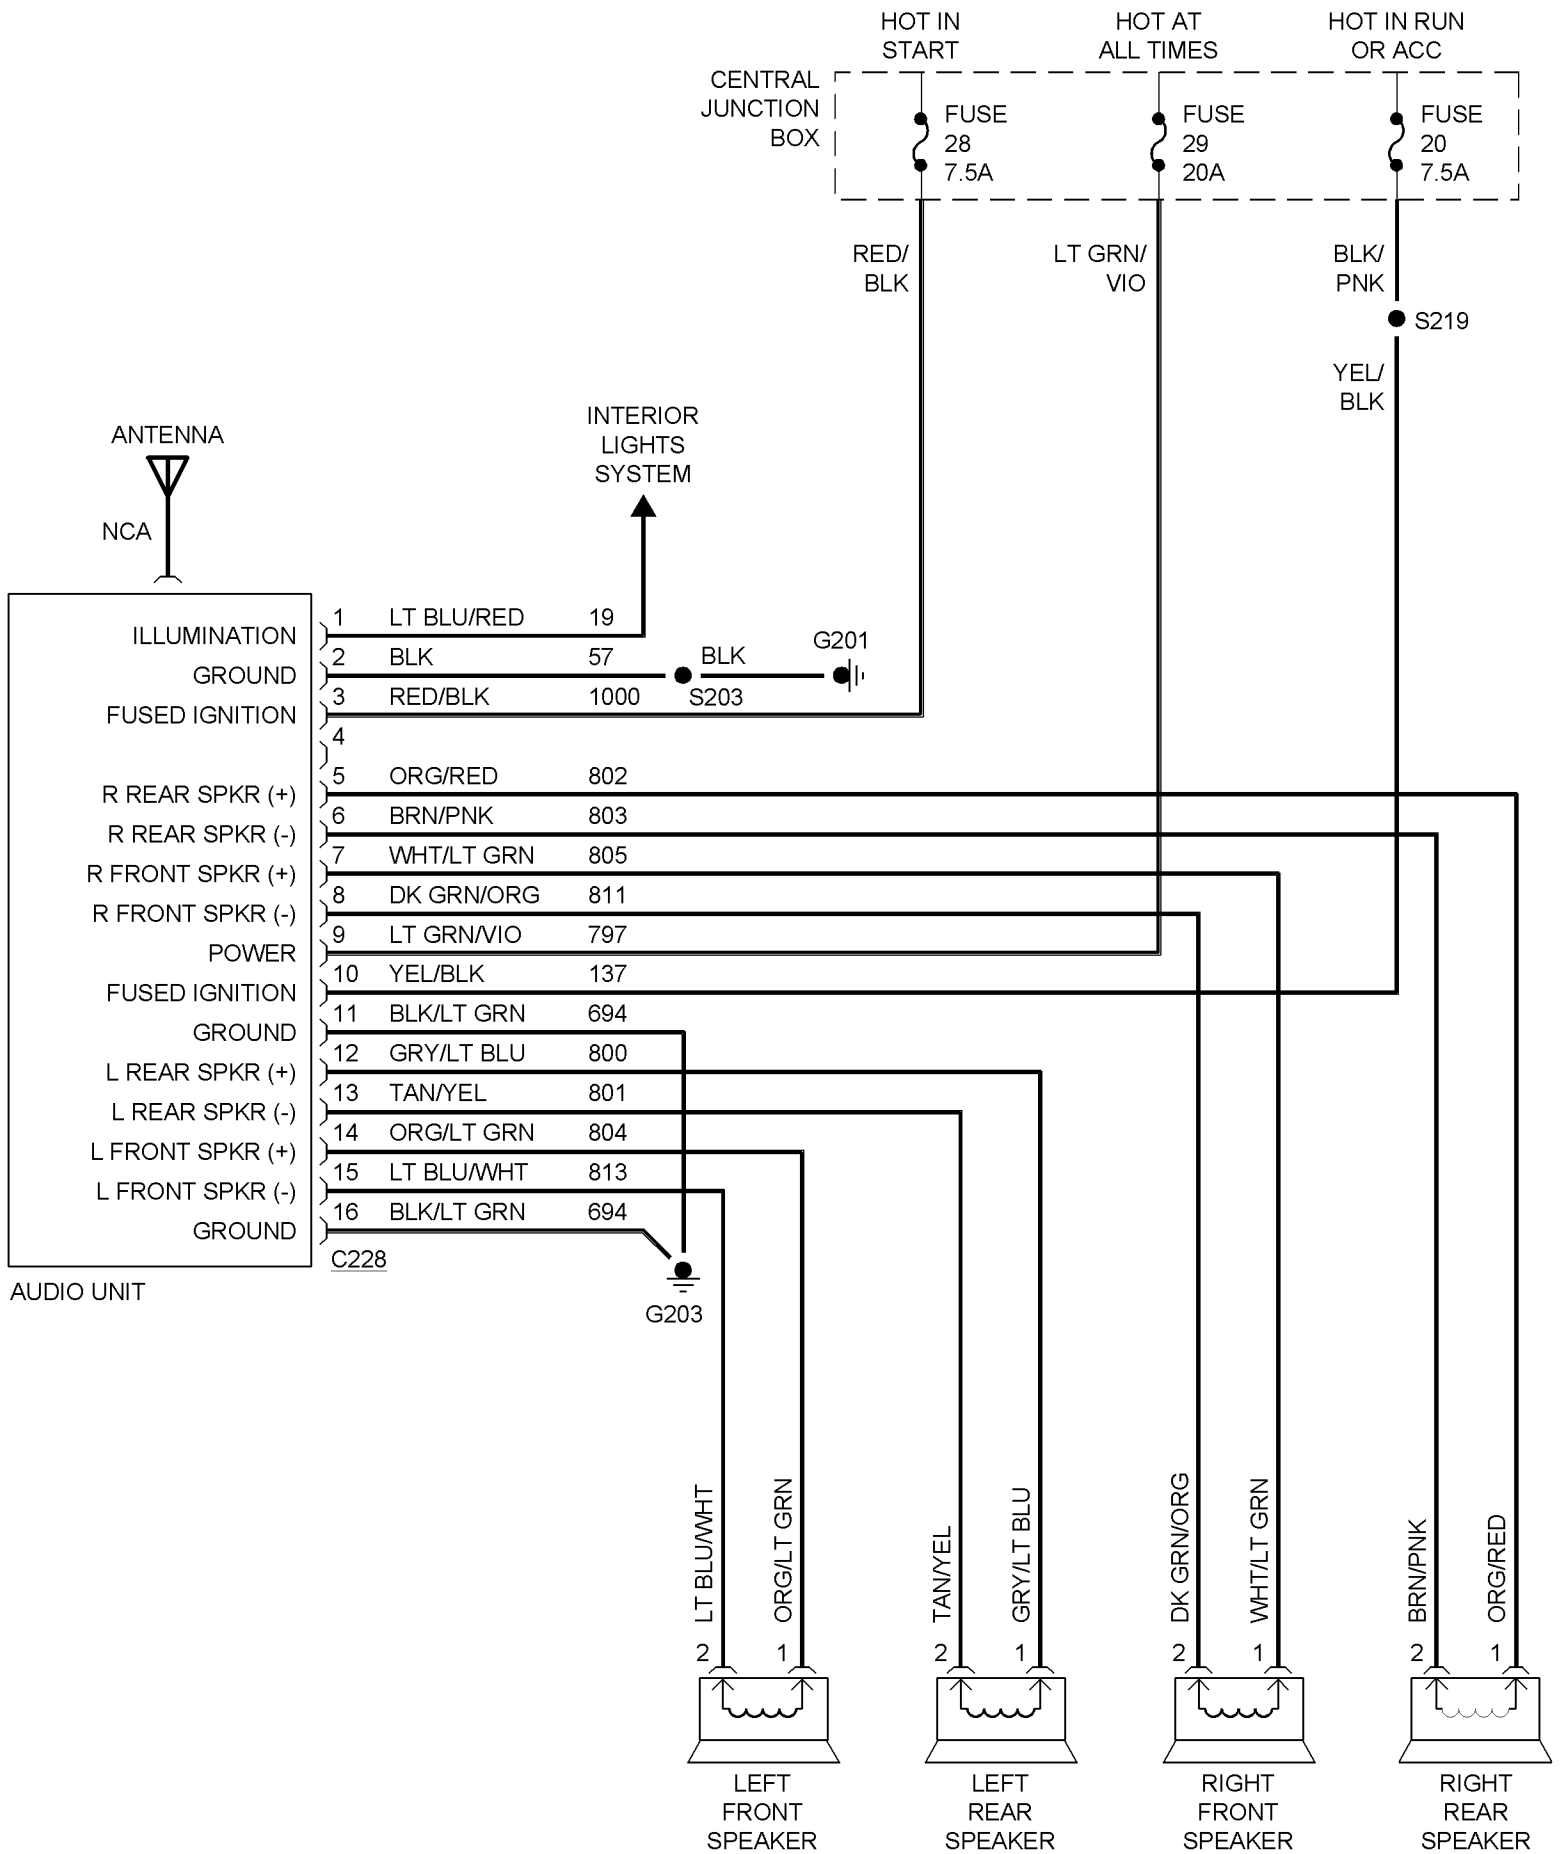 HOT IN
START
HOT AT
ALL TIMES
HOT IN RUN
OR ACC
CENTRAL
JUNCTION
BOX
FUSE
28
7.5A
FUSE
29
20A
FUSE
20
7.5A
RED/
BLK
LT GRN/
VIO
BLK/
PNK
S219
YEL/
BLK
INTERIOR
LIGHTS
SYSTEM
ANTENNA
NCA
ILLUMINATION
1 LT BLU/RED 19
GROUND
2 BLK 57
BLK
S203
G201
FUSED IGNITION
3 RED/BLK 1000
4
R REAR SPKR (+)
5 ORG/RED 802
R REAR SPKR (-)
6 BRN/PNK 803
R FRONT SPKR (+)
7 WHT/LT GRN 805
R FRONT SPKR (-)
8 DK GRN/ORG 811
POWER
9 LT GRN/VIO 797
FUSED IGNITION
10 YEL/BLK 137
GROUND
11 BLK/LT GRN 694
L REAR SPKR (+)
12 GRY/LT BLU 800
L REAR SPKR (-)
13 TAN/YEL 801
L FRONT SPKR (+)
14 ORG/LT GRN 804
L FRONT SPKR (-)
15 LT BLU/WHT 813
GROUND
16 BLK/LT GRN 694
C228
AUDIO UNIT
G203
LT BLU/WHT
ORG/LT GRN
TAN/YEL
GRY/LT BLU
DK GRN/ORG
WHT/LT GRN
BRN/PNK
ORG/RED
2 1
2 1
2 1
2 1
LEFT
FRONT
SPEAKER
LEFT
REAR
SPEAKER
RIGHT
FRONT
SPEAKER
RIGHT
REAR
SPEAKER